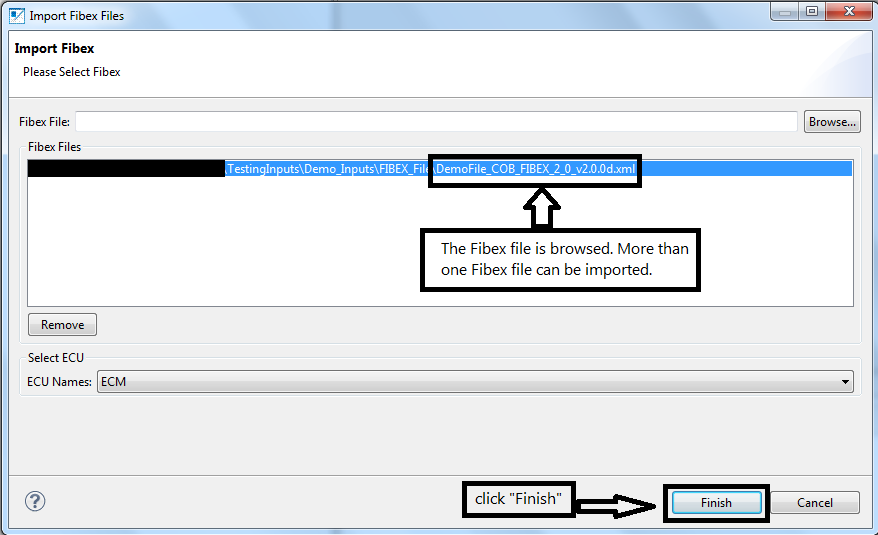 Import Fibex Files
Import Fibex
Please Select Fibex
Fibex File:
Browse...
Fibex Files
\TestingInputs\Demo_Inputs\FIBEX_File\DemoFile_COB_FIBEX_2_0_v2.0.0d.xml
The Fibex file is browsed. More than
one Fibex file can be imported.
Remove
Select ECU
ECU Names: ECM
click "Finish"
Finish
Cancel